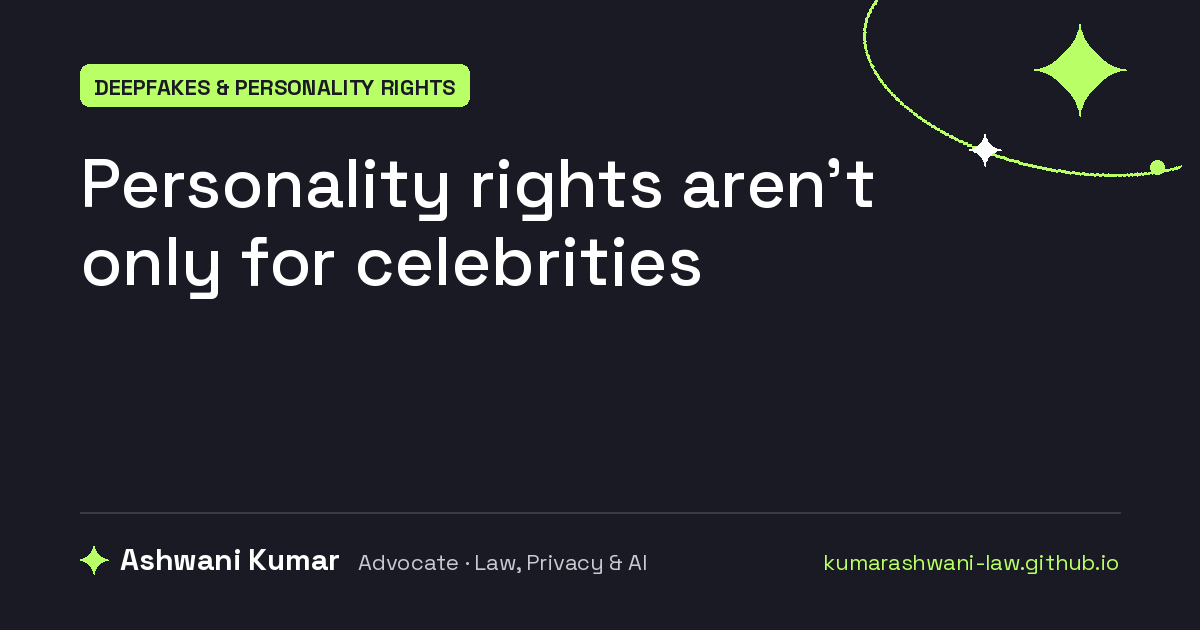 DEEPFAKES & PERSONALITY RIGHTS
Personality rights aren’t
only for celebrities
Ashwani Kumar Advocate · Law, Privacy & AI kumarashwani-law.github.io